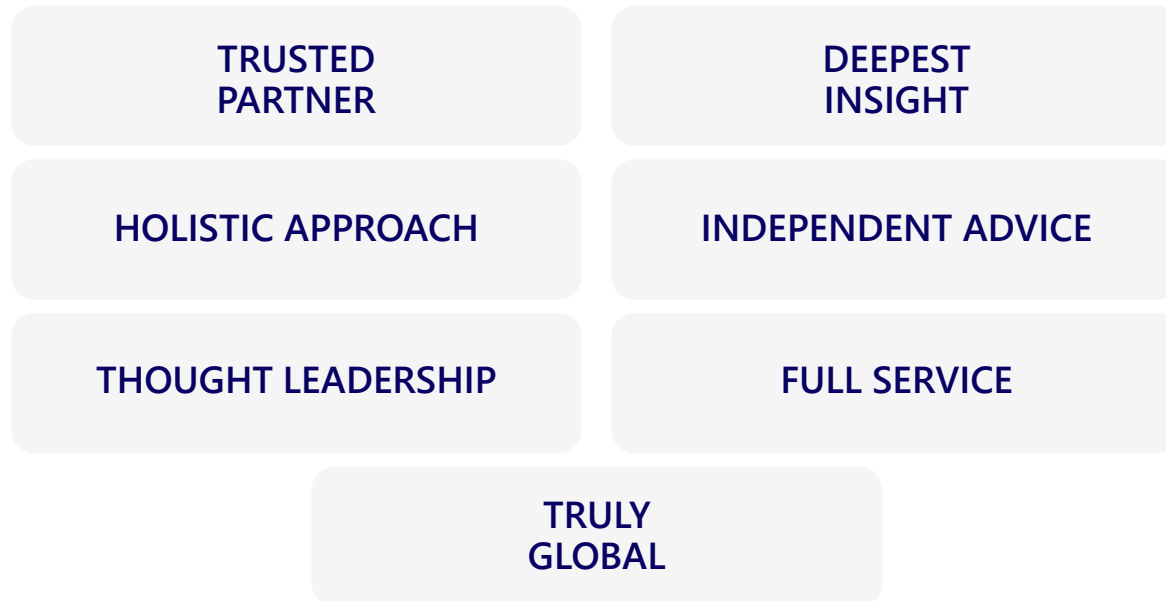 TRUSTED
PARTNER
DEEPEST
INSIGHT
HOLISTIC APPROACH
INDEPENDENT ADVICE
THOUGHT LEADERSHIP
FULL SERVICE
TRULY
GLOBAL